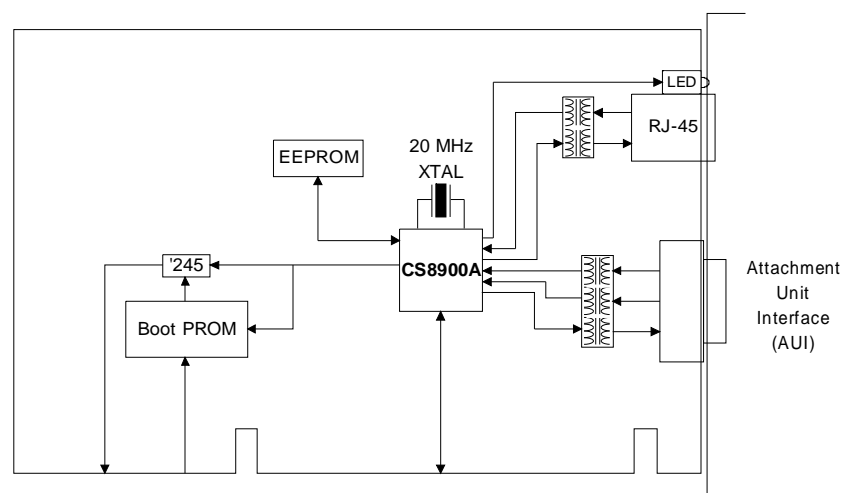 LED
RJ-45
20 MHz
XTAL
EEPROM
'245
CS8900A
Boot PROM
Attachment
Unit
Interface
(AUI)